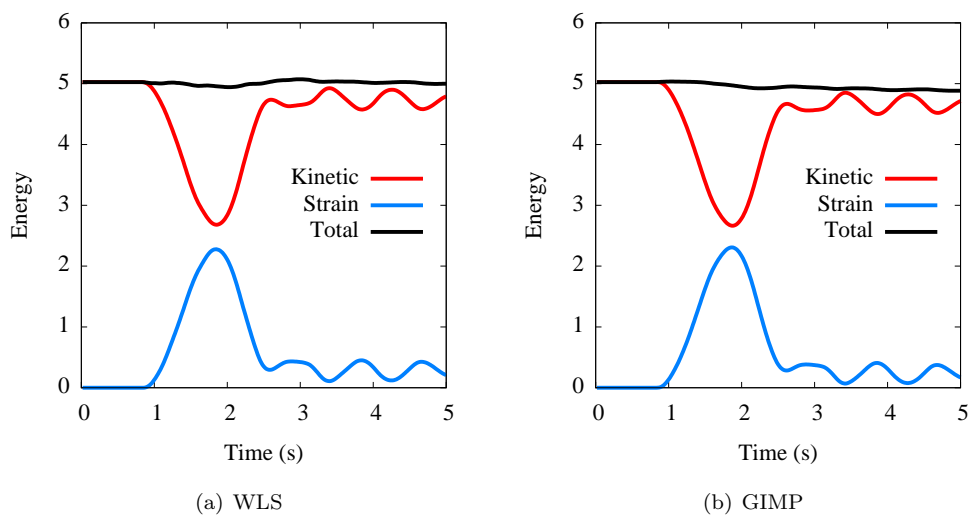 6
5
4
3
2
1
0
Energy
Kinetic
Strain
Total
0 1 2 3 4 5
Time (s)
(a) WLS
6
5
4
3
2
1
0
Energy
Kinetic
Strain
Total
0 1 2 3 4 5
Time (s)
(b) GIMP